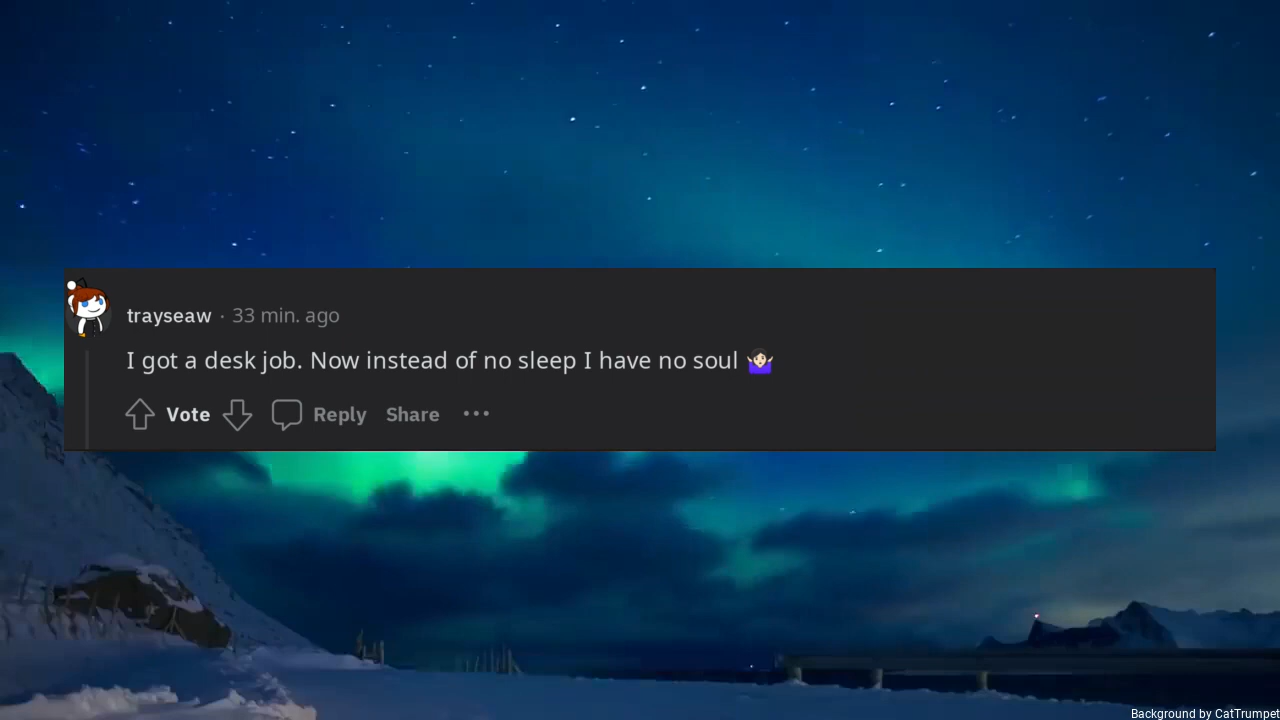 trayseaw · 33 min. ago
I got a desk job. Now instead of no sleep I have no soul 🤷🏻‍♀️
Vote Reply Share ···
Background by CatTrumpet